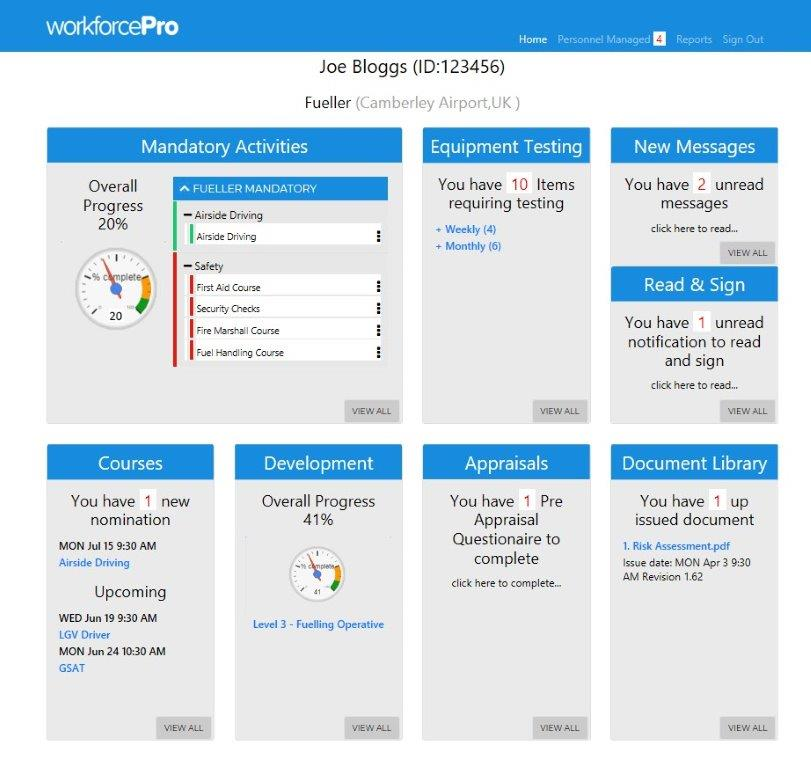 workforcePro
Home Personnel Managed 4 Reports Sign Out
Joe Bloggs (ID:123456)
Fueller (Camberley Airport,UK )
Mandatory Activities
Overall
Progress
20%
% complete
20
FUELLER MANDATORY
Airside Driving
Airside Driving
Safety
First Aid Course
Security Checks
Fire Marshall Course
Fuel Handling Course
VIEW ALL
Equipment Testing
You have 10 Items
requiring testing
+ Weekly (4)
+ Monthly (6)
VIEW ALL
New Messages
You have 2 unread
messages
click here to read...
VIEW ALL
Read & Sign
You have 1 unread
notification to read
and sign
click here to read...
VIEW ALL
Courses
You have 1 new
nomination
MON Jul 15 9:30 AM
Airside Driving
Upcoming
WED Jun 19 9:30 AM
LGV Driver
MON Jun 24 10:30 AM
GSAT
VIEW ALL
Development
Overall Progress
41%
% complete
41
Level 3 - Fuelling Operative
VIEW ALL
Appraisals
You have 1 Pre
Appraisal
Questionaire to
complete
click here to complete...
VIEW ALL
Document Library
You have 1 up
issued document
1. Risk Assessment.pdf
Issue date: MON Apr 3 9:30
AM Revision 1.62
VIEW ALL